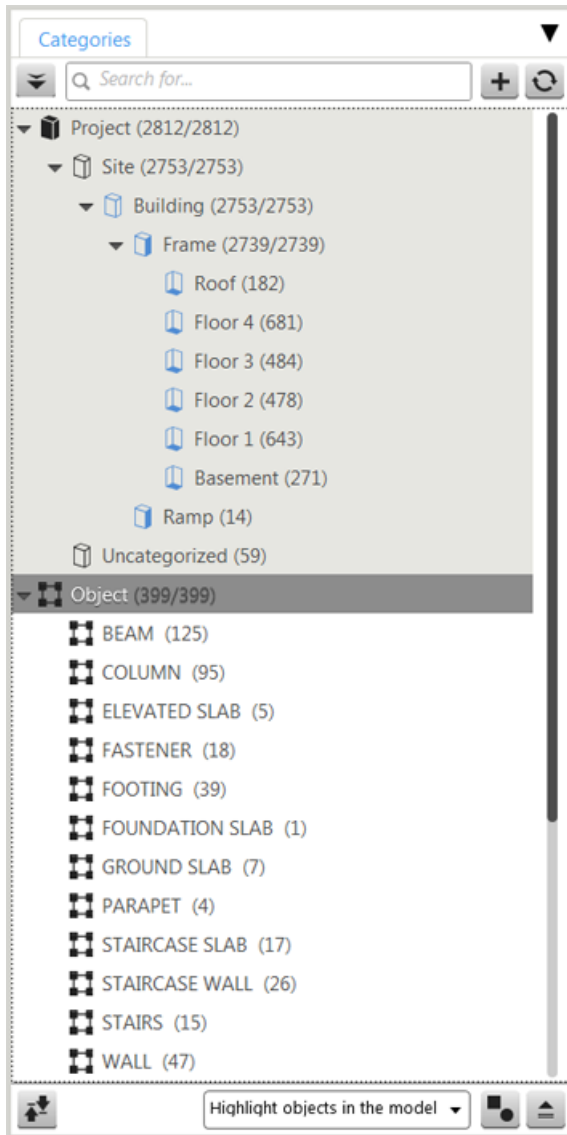 Categories
Search for...
Project (2812/2812)
Site (2753/2753)
Building (2753/2753)
Frame (2739/2739)
Roof (182)
Floor 4 (681)
Floor 3 (484)
Floor 2 (478)
Floor 1 (643)
Basement (271)
Ramp (14)
Uncategorized (59)
Object (399/399)
BEAM (125)
COLUMN (95)
ELEVATED SLAB (5)
FASTENER (18)
FOOTING (39)
FOUNDATION SLAB (1)
GROUND SLAB (7)
PARAPET (4)
STAIRCASE SLAB (17)
STAIRCASE WALL (26)
STAIRS (15)
WALL (47)
Highlight objects in the model